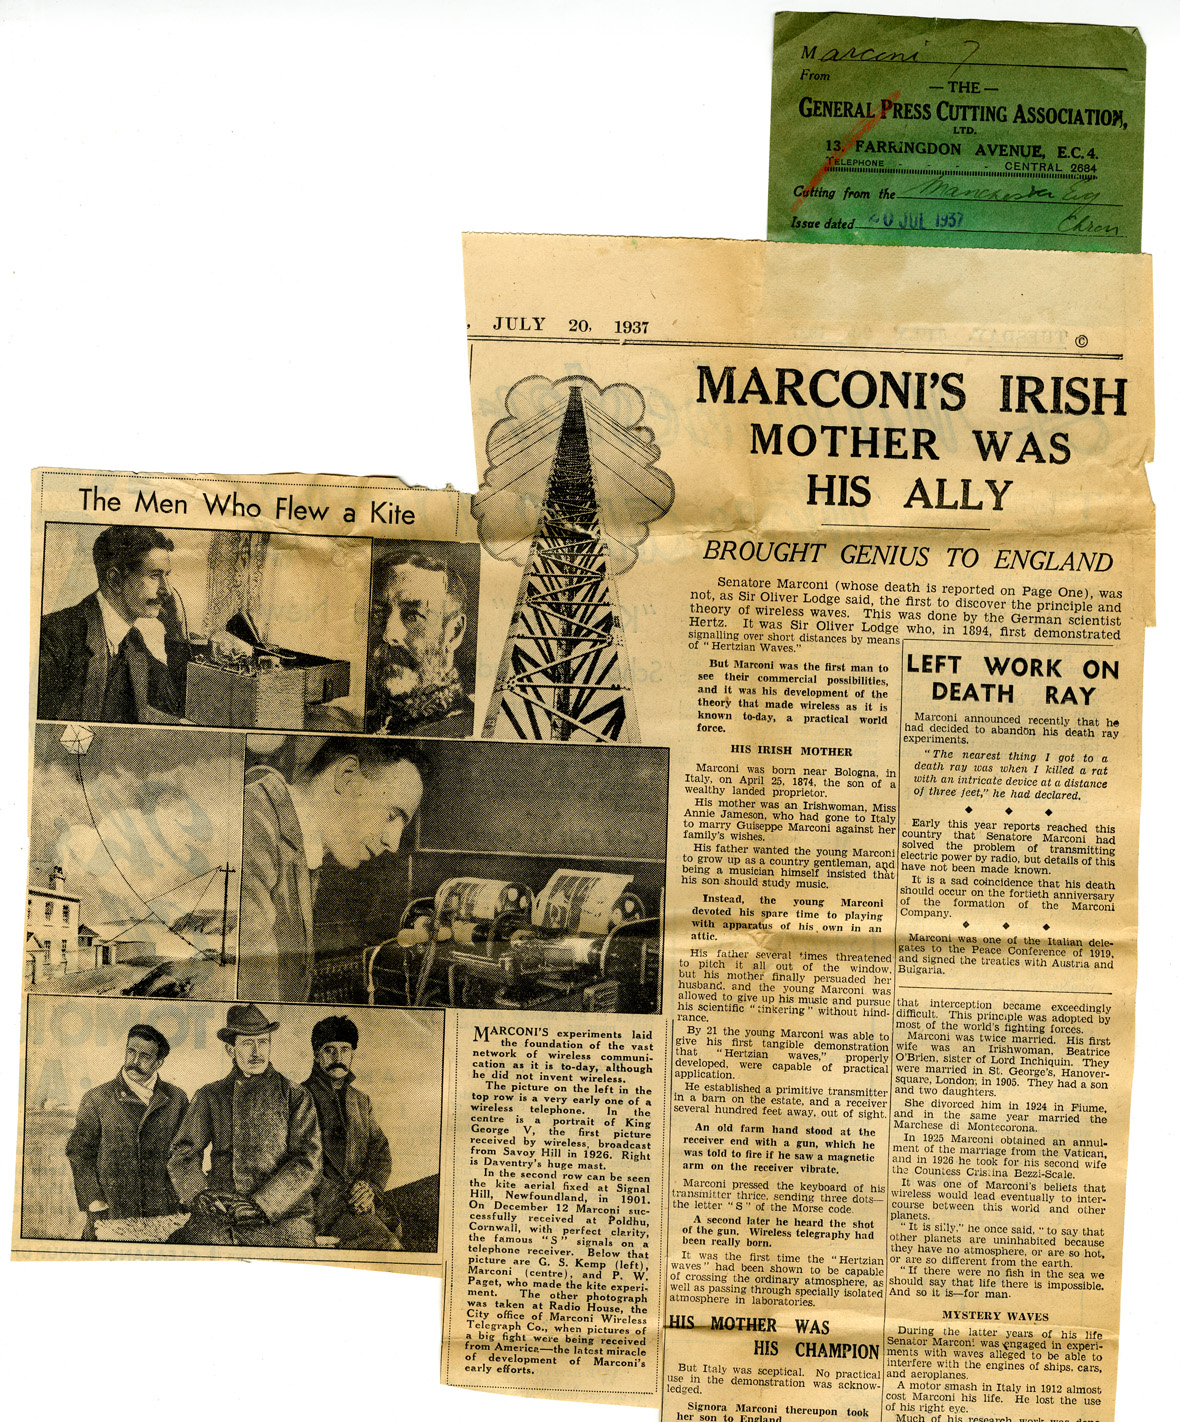 Marconi 7
From
— THE —
GENERAL PRESS CUTTING ASSOCIATION,
LTD.
13, FARRINGDON AVENUE, E.C.4.
TELEPHONE - - - - CENTRAL 2684
Cutting from the Manchester Evg
Issue dated 20 JUL 1937 Chron
, JULY 20, 1937
©
MARCONI'S IRISH
MOTHER WAS
HIS ALLY
BROUGHT GENIUS TO ENGLAND
Senatore Marconi (whose death is reported on Page One), was
not, as Sir Oliver Lodge said, the first to discover the principle and
theory of wireless waves. This was done by the German scientist
Hertz. It was Sir Oliver Lodge who, in 1894, first demonstrated
signalling over short distances by means
of "Hertzian Waves."
But Marconi was the first man to
see their commercial possibilities,
and it was his development of the
theory that made wireless as it is
known to-day, a practical world
force.
HIS IRISH MOTHER
Marconi was born near Bologna, in
Italy, on April 25, 1874, the son of a
wealthy landed proprietor.
His mother was an Irishwoman, Miss
Annie Jameson, who had gone to Italy
to marry Guiseppe Marconi against her
family's wishes.
His father wanted the young Marconi
to grow up as a country gentleman, and
being a musician himself insisted that
his son should study music.
Instead, the young Marconi
devoted his spare time to playing
with apparatus of his own in an
attic.
His father several times threatened
to pitch it all out of the window,
but his mother finally persuaded her
husband, and the young Marconi was
allowed to give up his music and pursue
his scientific "tinkering" without hind-
rance.
By 21 the young Marconi was able to
give his first tangible demonstration
that "Hertzian waves," properly
developed, were capable of practical
application.
He established a primitive transmitter
in a barn on the estate, and a receiver
several hundred feet away, out of sight.
An old farm hand stood at the
receiver end with a gun, which he
was told to fire if he saw a magnetic
arm on the receiver vibrate.
Marconi pressed the keyboard of his
transmitter thrice, sending three dots—
the letter "S" of the Morse code.
A second later he heard the shot
of the gun. Wireless telegraphy had
been really born.
It was the first time the "Hertzian
waves" had been shown to be capable
of crossing the ordinary atmosphere, as
well as passing through specially isolated
atmosphere in laboratories.
HIS MOTHER WAS
HIS CHAMPION
But Italy was sceptical. No practical
use in the demonstration was acknow-
ledged.
Signora Marconi thereupon took
her son to England
LEFT WORK ON
DEATH RAY
Marconi announced recently that he
had decided to abandon his death ray
experiments.
"The nearest thing I got to a
death ray was when I killed a rat
with an intricate device at a distance
of three feet," he had declared.
Early this year reports reached this
country that Senatore Marconi had
solved the problem of transmitting
electric power by radio, but details of this
have not been made known.
It is a sad coincidence that his death
should occur on the fortieth anniversary
of the formation of the Marconi
Company.
Marconi was one of the Italian dele-
gates to the Peace Conference of 1919,
and signed the treaties with Austria and
Bulgaria.
that interception became exceedingly
difficult. This principle was adopted by
most of the world's fighting forces.
Marconi was twice married. His first
wife was an Irishwoman, Beatrice
O'Brien, sister of Lord Inchiquin. They
were married in St. George's, Hanover-
square, London, in 1905. They had a son
and two daughters.
She divorced him in 1924 in Fiume,
and in the same year married the
Marchese di Montecorona.
In 1925 Marconi obtained an annul-
ment of the marriage from the Vatican,
and in 1926 he took for his second wife
the Countess Cristina Bezzi-Scale.
It was one of Marconi's beliefs that
wireless would lead eventually to inter-
course between this world and other
planets.
"It is silly," he once said, "to say that
other planets are uninhabited because
they have no atmosphere, or are so hot,
or are so different from the earth.
"If there were no fish in the sea we
should say that life there is impossible.
And so it is—for man.
MYSTERY WAVES
During the latter years of his life
Senator Marconi was engaged in experi-
ments with waves alleged to be able to
interfere with the engines of ships, cars,
and aeroplanes.
A motor smash in Italy in 1912 almost
cost Marconi his life. He lost the use
of his right eye.
Much of his research work was done
The Men Who Flew a Kite
MARCONI'S experiments laid
the foundation of the vast
network of wireless communi-
cation as it is to-day, although
he did not invent wireless.
The picture on the left in the
top row is a very early one of a
wireless telephone. In the
centre is a portrait of King
George V, the first picture
received by wireless, broadcast
from Savoy Hill in 1926. Right
is Daventry's huge mast.
In the second row can be seen
the kite aerial fixed at Signal
Hill, Newfoundland, in 1901.
On December 12 Marconi suc-
cessfully received at Poldhu,
Cornwall, with perfect clarity,
the famous "S" signals on a
telephone receiver. Below that
picture are G. S. Kemp (left),
Marconi (centre), and P. W.
Paget, who made the kite experi-
ment. The other photograph
was taken at Radio House, the
City office of Marconi Wireless
Telegraph Co., when pictures of
a big fight were being received
from America—the latest miracle
of development of Marconi's
early efforts.